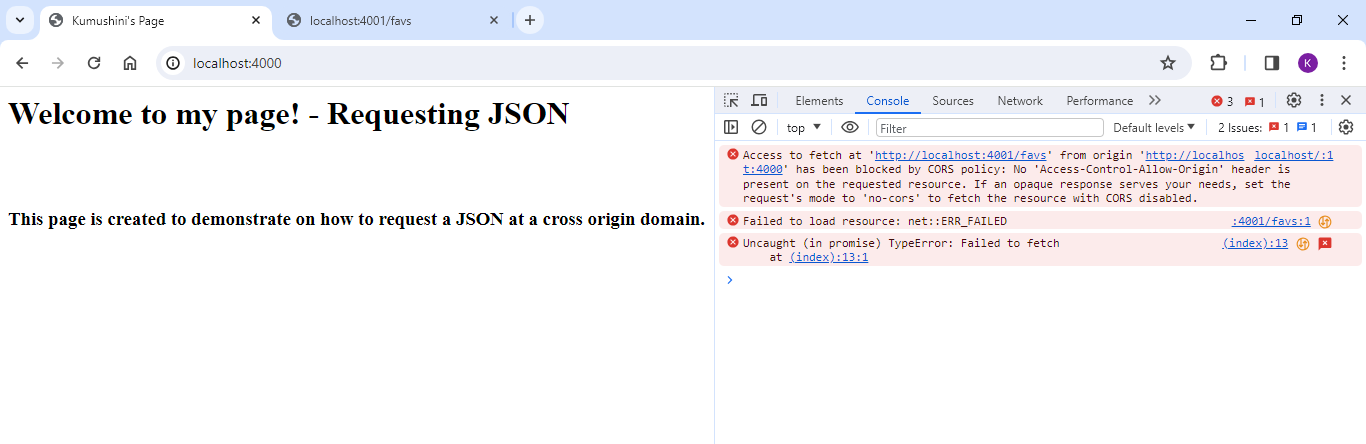 Kumushini's Page
localhost:4001/favs
localhost:4000
K
Welcome to my page! - Requesting JSON
This page is created to demonstrate on how to request a JSON at a cross origin domain.
Elements Console Sources Network Performance 3 1
top Filter Default levels 2 Issues: 1 1
Access to fetch at 'http://localhost:4001/favs' from origin 'http://localhos localhost/:1
t:4000' has been blocked by CORS policy: No 'Access-Control-Allow-Origin' header is
present on the requested resource. If an opaque response serves your needs, set the
request's mode to 'no-cors' to fetch the resource with CORS disabled.
Failed to load resource: net::ERR_FAILED :4001/favs:1
Uncaught (in promise) TypeError: Failed to fetch (index):13
at (index):13:1